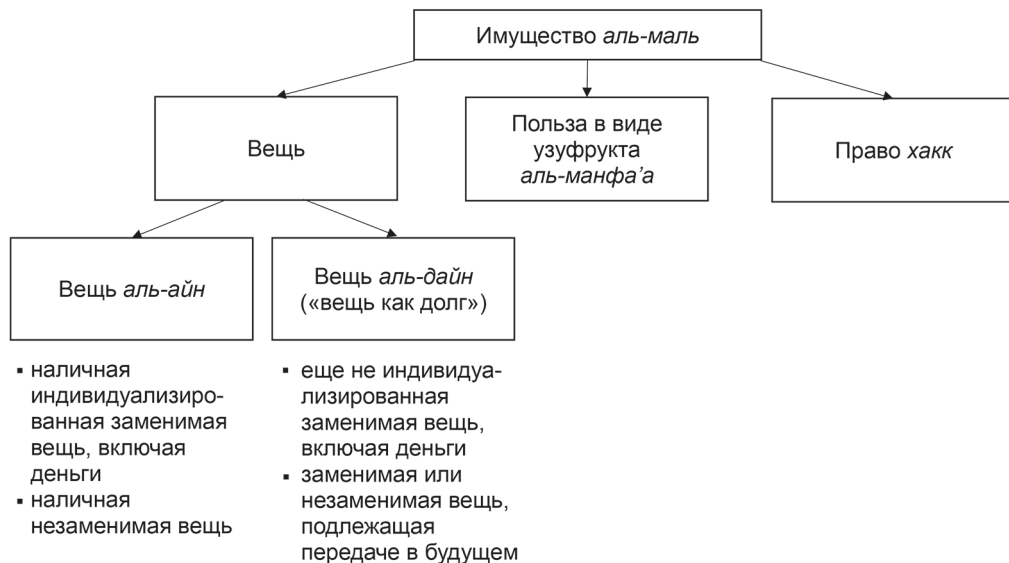 Имущество аль-маль
Вещь
Польза в виде
узуфрукта
аль-манфа’а
Право хакк
Вещь аль-айн
Вещь аль-дайн
(«вещь как долг»)
▪ наличная
индивидуализиро-
ванная заменимая
вещь, включая
деньги
▪ наличная
незаменимая вещь
▪ еще не индивидуа-
лизированная
заменимая вещь,
включая деньги
▪ заменимая или
незаменимая вещь,
подлежащая
передаче в будущем